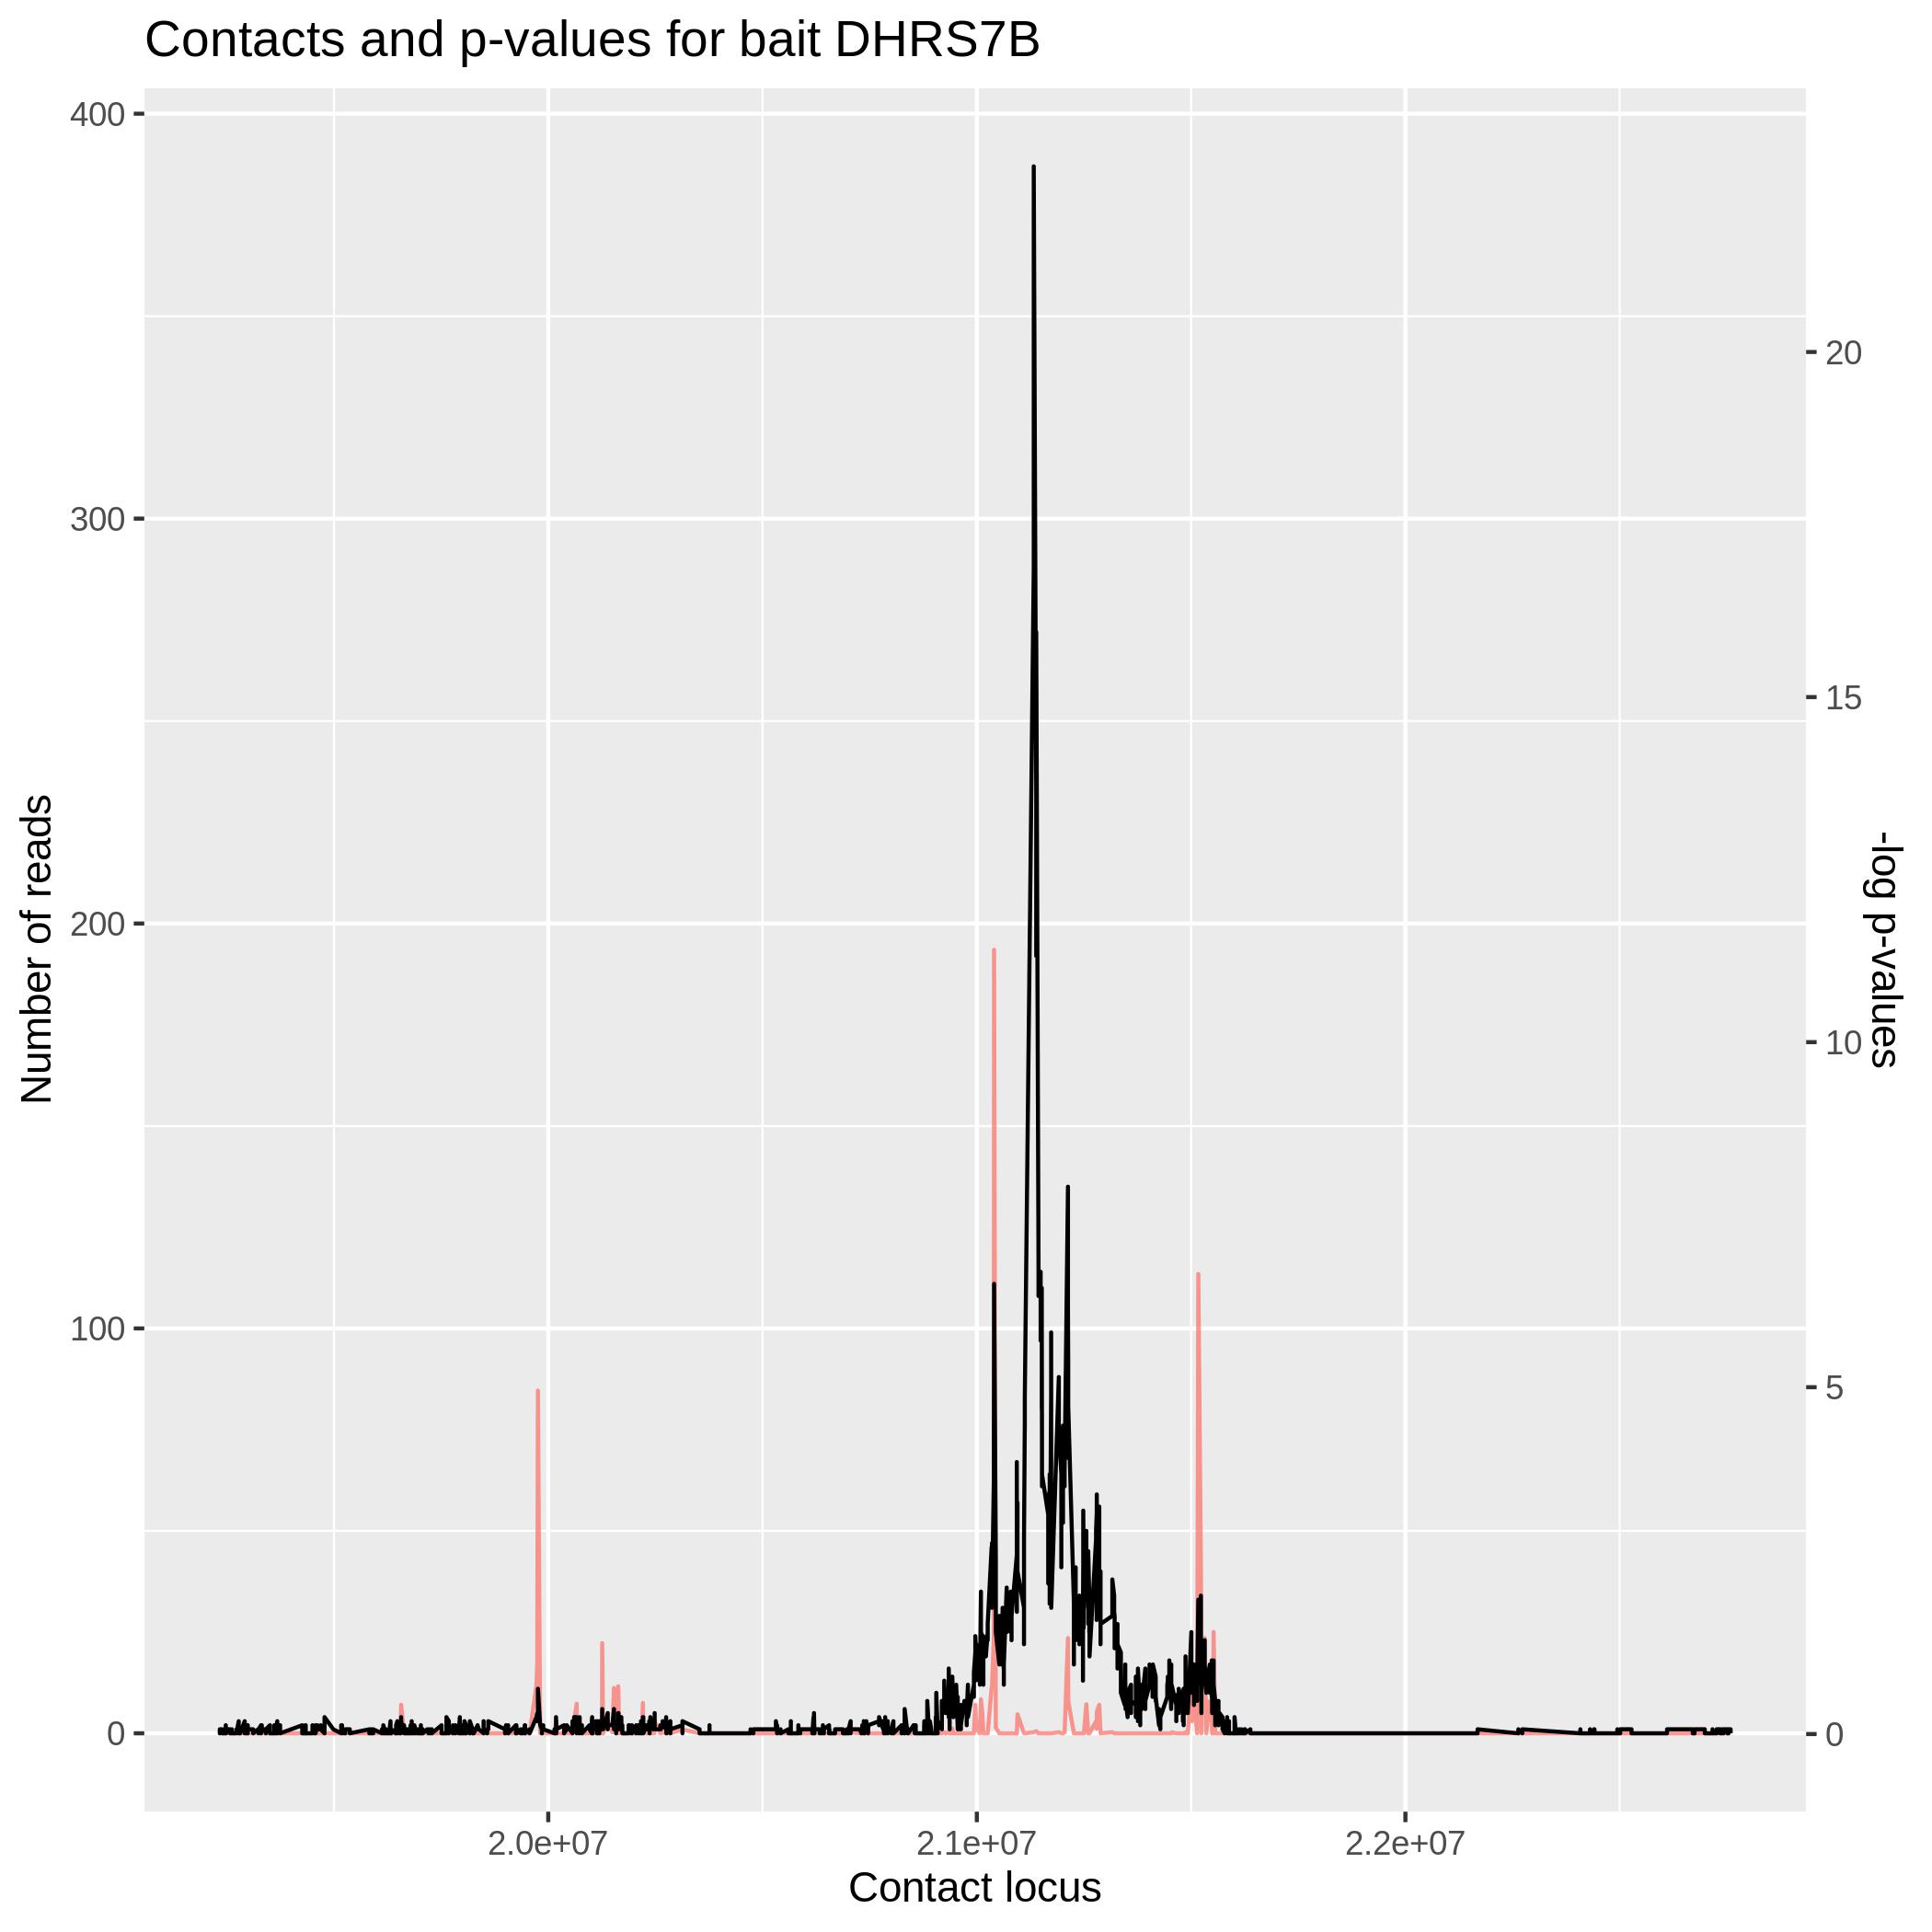 Contacts and p-values for bait DHRS7B
400
300
200
100
0
Number of reads
20
15
10
5
0
-log p-values
2.0e+07
2.1e+07
2.2e+07
Contact locus